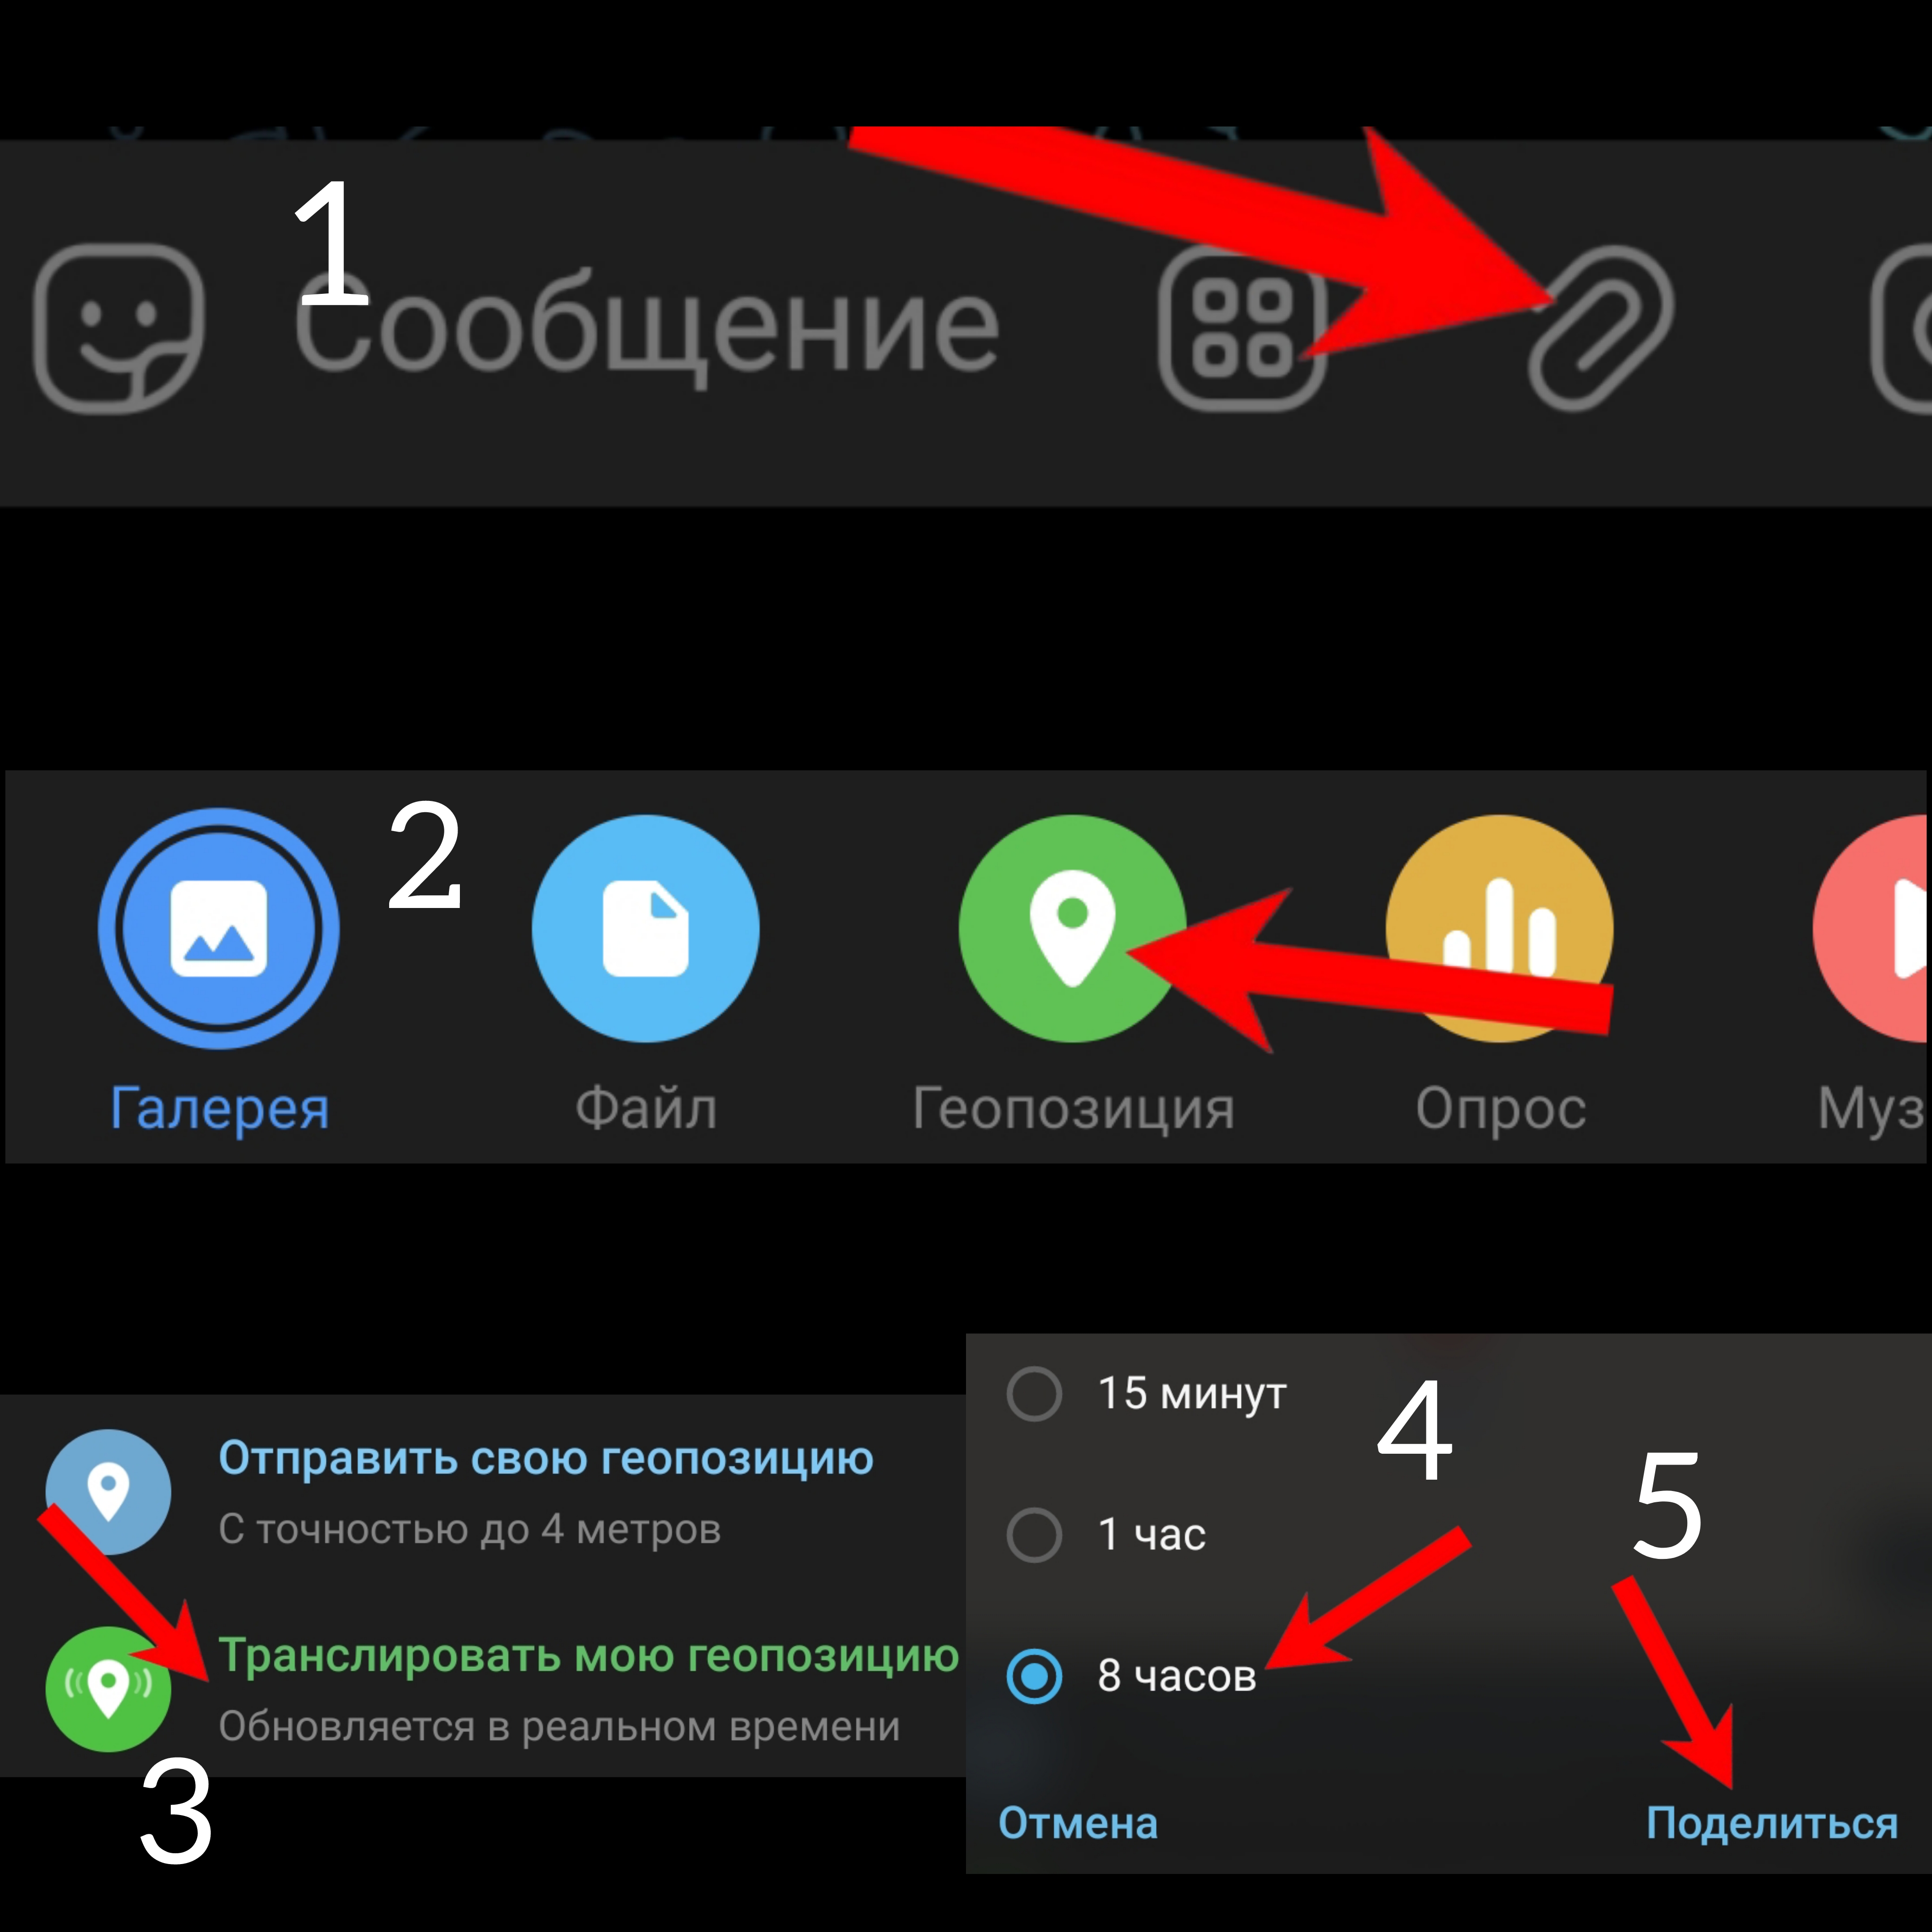 1
Сообщение
2
Галерея
Файл
Геопозиция
Опрос
Муз
Отправить свою геопозицию
С точностью до 4 метров
Транслировать мою геопозицию
Обновляется в реальном времени
3
15 минут
4
1 час
5
8 часов
Отмена
Поделиться